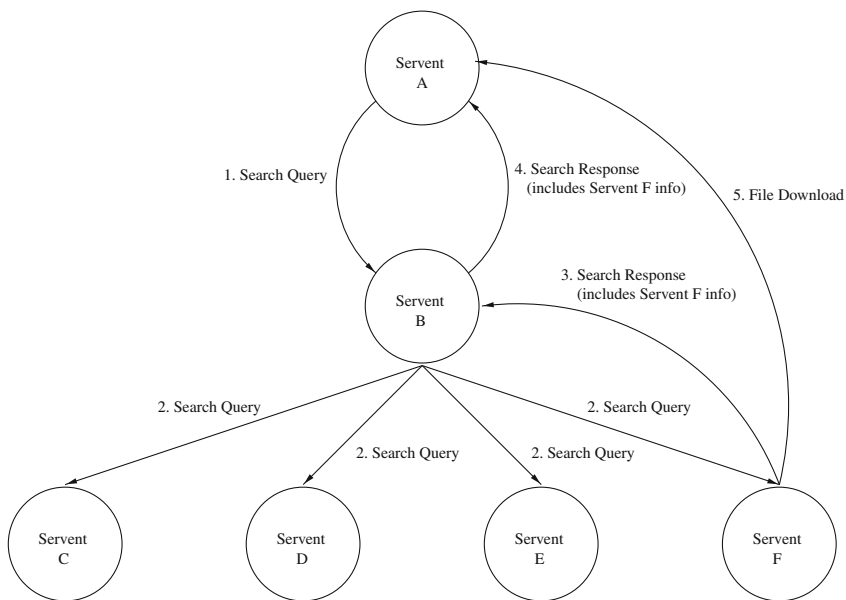 Servent
A
1. Search Query
4. Search Response
(includes Servent F info)
5. File Download
Servent
B
3. Search Response
(includes Servent F info)
2. Search Query
2. Search Query
2. Search Query
2. Search Query
Servent
C
Servent
D
Servent
E
Servent
F